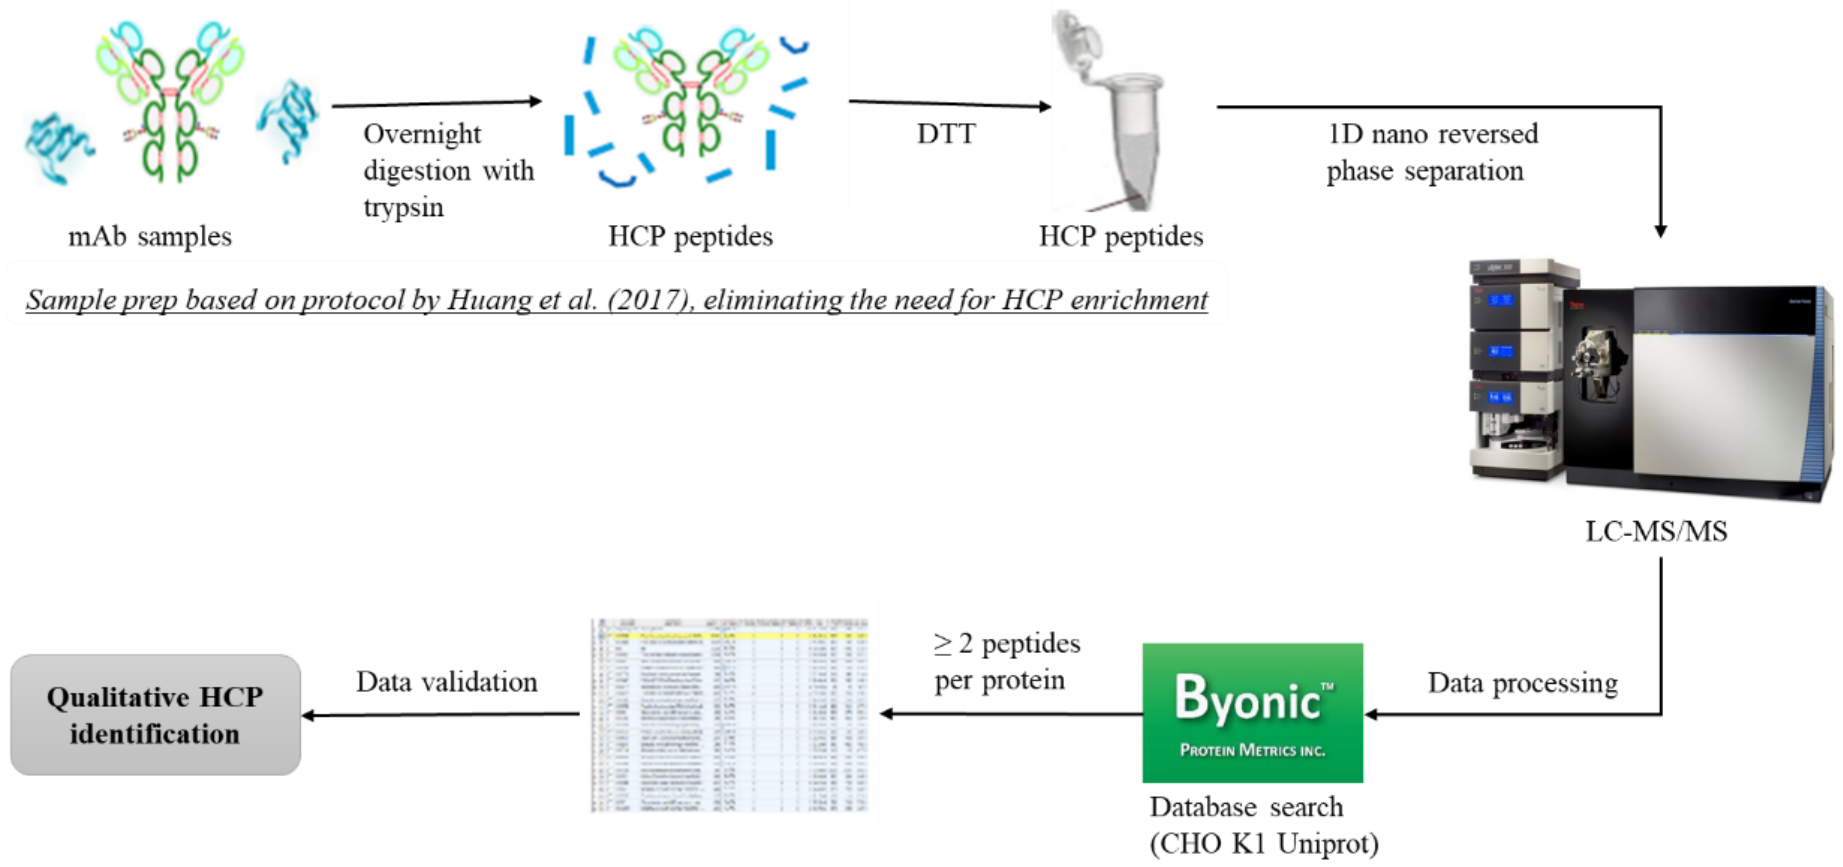 Overnight
digestion with
trypsin
DTT
1D nano reversed
phase separation
mAb samples
HCP peptides
HCP peptides
Sample prep based on protocol by Huang et al. (2017), eliminating the need for HCP enrichment
LC-MS/MS
Data processing
Byonic™
PROTEIN METRICS INC.
Database search
(CHO K1 Uniprot)
≥ 2 peptides
per protein
Data validation
Qualitative HCP
identification